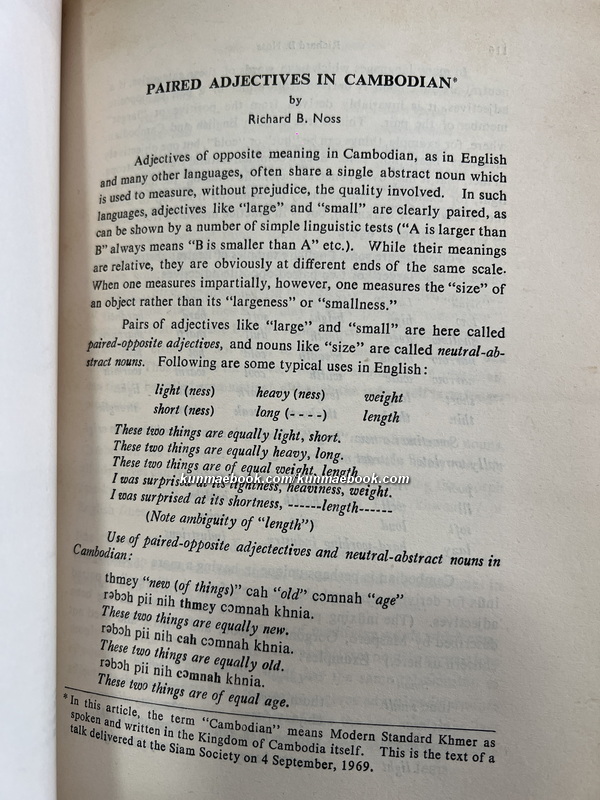 PAIRED ADJECTIVES IN CAMBODIAN*
by
Richard B. Noss
Adjectives of opposite meaning in Cambodian, as in English
and many other languages, often share a single abstract noun which
is used to measure, without prejudice, the quality involved. In such
languages, adjectives like "large" and "small" are clearly paired, as
can be shown by a number of simple linguistic tests ("A is larger than
B" always means "B is smaller than A" etc.). While their meanings
are relative, they are obviously at different ends of the same scale.
When one measures impartially, however, one measures the "size" of
an object rather than its "largeness" or "smallness."
Pairs of adjectives like "large" and "small" are here called
paired-opposite adjectives, and nouns like "size" are called neutral-ab-
stract nouns. Following are some typical uses in English:
light (ness) heavy (ness) weight
short (ness) long (----) length
These two things are equally light, short.
These two things are equally heavy, long.
These two things are of equal weight, length
kunmaebook.com/kunmaebook.com
I was surprised at its lightness, heaviness, weight.
I was surprised at its shortness, ------length------
(Note ambiguity of "length")
Use of paired-opposite adjectectives and neutral-abstract nouns in
Cambodian:
thmey "new (of things)" cah "old" cɔmnah "age"
rəbɔh pii nih thmey cɔmnah khnia.
These two things are equally new.
rəbɔh pii nih cah cɔmnah khnia.
These two things are equally old.
rəbɔh pii nih cɔmnah khnia.
These two things are of equal age.
*In this article, the term "Cambodian" means Modern Standard Khmer as
spoken and written in the Kingdom of Cambodia itself. This is the text of a
talk delivered at the Siam Society on 4 September, 1969.